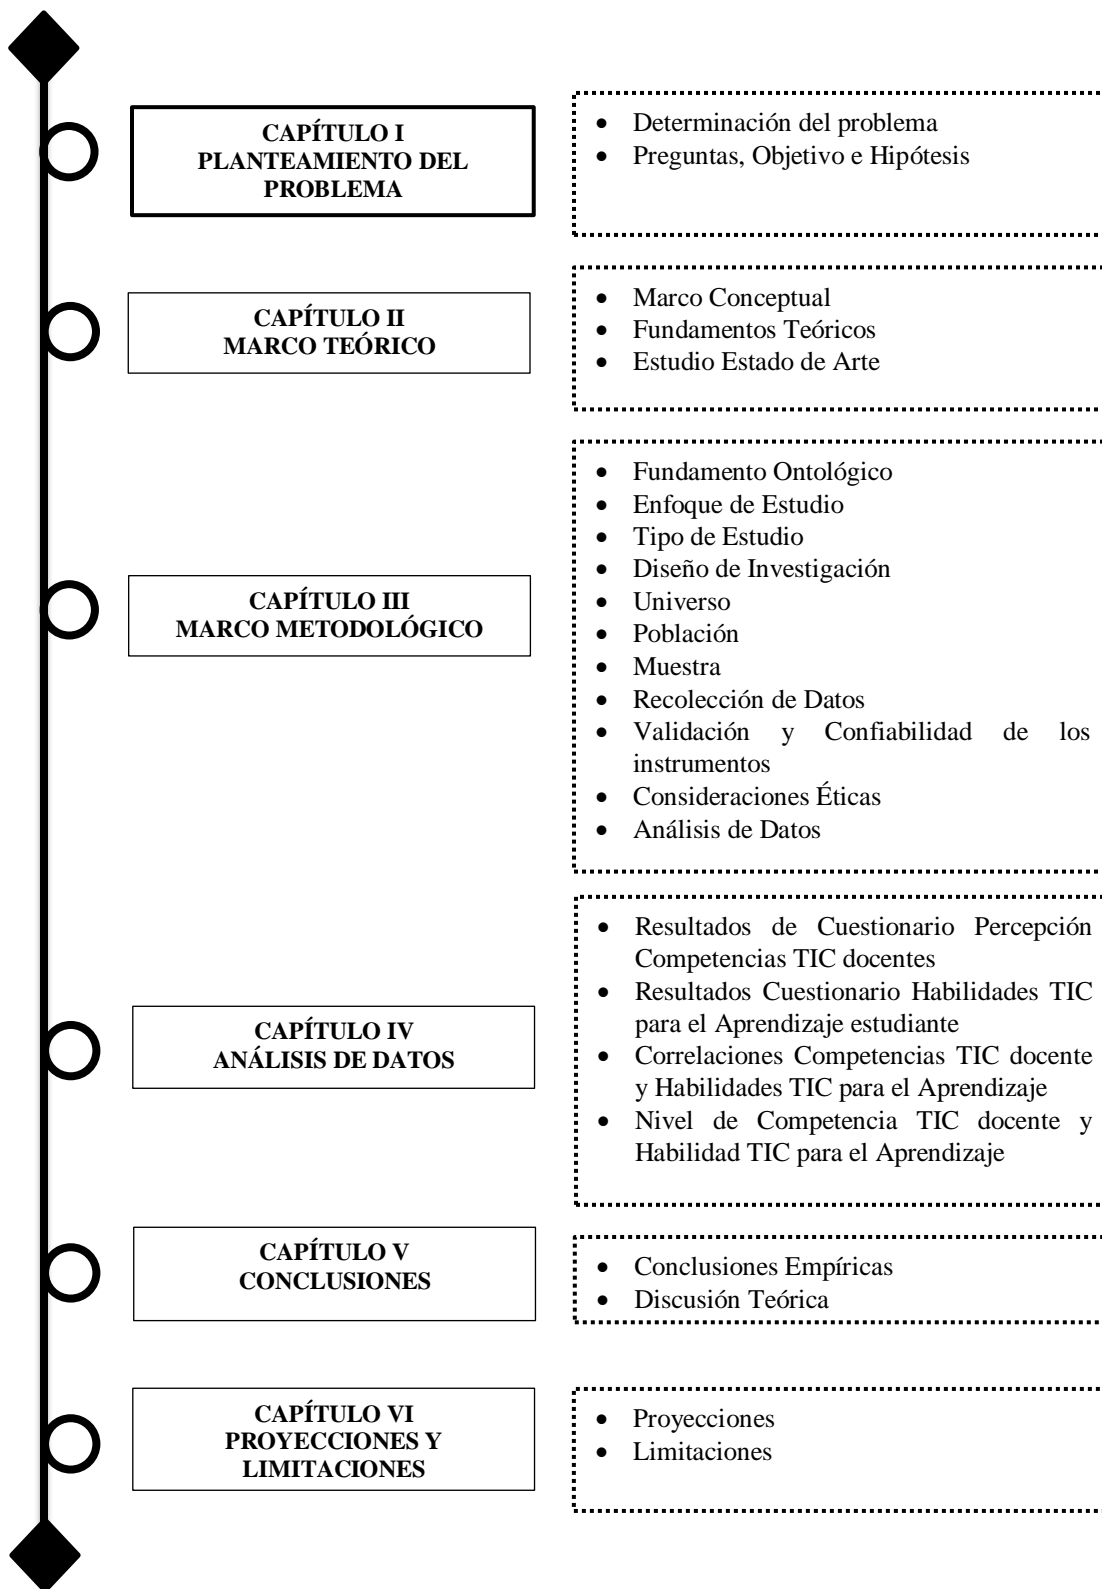 CAPÍTULO I
PLANTEAMIENTO DEL
PROBLEMA
• Determinación del problema
• Preguntas, Objetivo e Hipótesis
CAPÍTULO II
MARCO TEÓRICO
• Marco Conceptual
• Fundamentos Teóricos
• Estudio Estado de Arte
CAPÍTULO III
MARCO METODOLÓGICO
• Fundamento Ontológico
• Enfoque de Estudio
• Tipo de Estudio
• Diseño de Investigación
• Universo
• Población
• Muestra
• Recolección de Datos
• Validación y Confiabilidad de los
instrumentos
• Consideraciones Éticas
• Análisis de Datos
CAPÍTULO IV
ANÁLISIS DE DATOS
• Resultados de Cuestionario Percepción
Competencias TIC docentes
• Resultados Cuestionario Habilidades TIC
para el Aprendizaje estudiante
• Correlaciones Competencias TIC docente
y Habilidades TIC para el Aprendizaje
• Nivel de Competencia TIC docente y
Habilidad TIC para el Aprendizaje
CAPÍTULO V
CONCLUSIONES
• Conclusiones Empíricas
• Discusión Teórica
CAPÍTULO VI
PROYECCIONES Y
LIMITACIONES
• Proyecciones
• Limitaciones